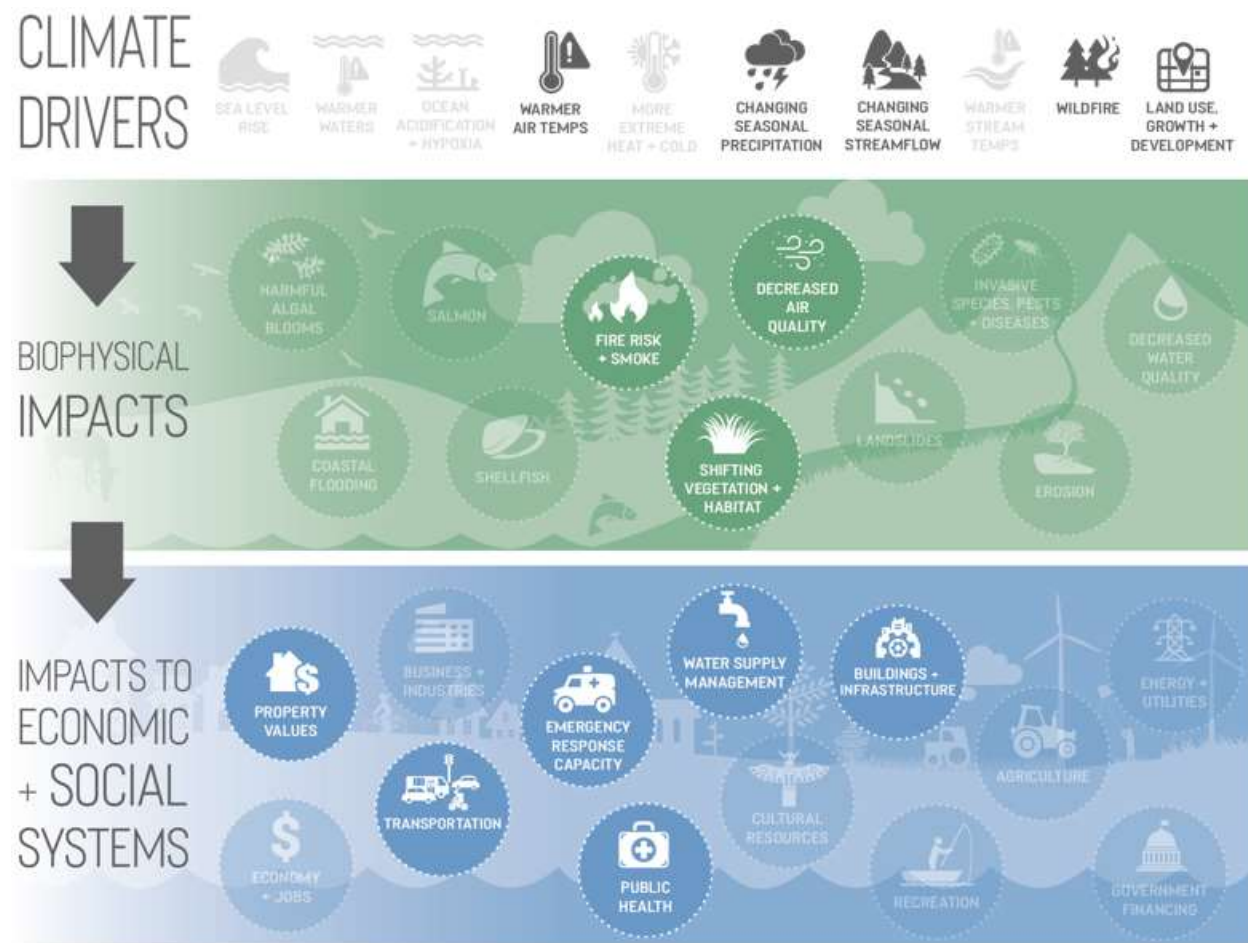 CLIMATE
DRIVERS
SEA LEVEL
RISE
WARMER
WATERS
OCEAN
ACIDIFICATION
+ HYPOXIA
WARMER
AIR TEMPS
MORE
EXTREME
HEAT + COLD
CHANGING
SEASONAL
PRECIPITATION
CHANGING
SEASONAL
STREAMFLOW
WARMER
STREAM
TEMPS
WILDFIRE
LAND USE,
GROWTH +
DEVELOPMENT
BIOPHYSICAL
IMPACTS
HARMFUL
ALGAL
BLOOMS
SALMON
FIRE RISK
+ SMOKE
DECREASED
AIR
QUALITY
INVASIVE
SPECIES, PESTS
+ DISEASES
DECREASED
WATER
QUALITY
COASTAL
FLOODING
SHELLFISH
SHIFTING
VEGETATION +
HABITAT
LANDSLIDES
EROSION
IMPACTS TO
ECONOMIC
+ SOCIAL
SYSTEMS
PROPERTY
VALUES
BUSINESS +
INDUSTRIES
EMERGENCY
RESPONSE
CAPACITY
WATER SUPPLY
MANAGEMENT
BUILDINGS +
INFRASTRUCTURE
ENERGY +
UTILITIES
TRANSPORTATION
CULTURAL
RESOURCES
AGRICULTURE
ECONOMY
+ JOBS
PUBLIC
HEALTH
RECREATION
GOVERNMENT
FINANCING